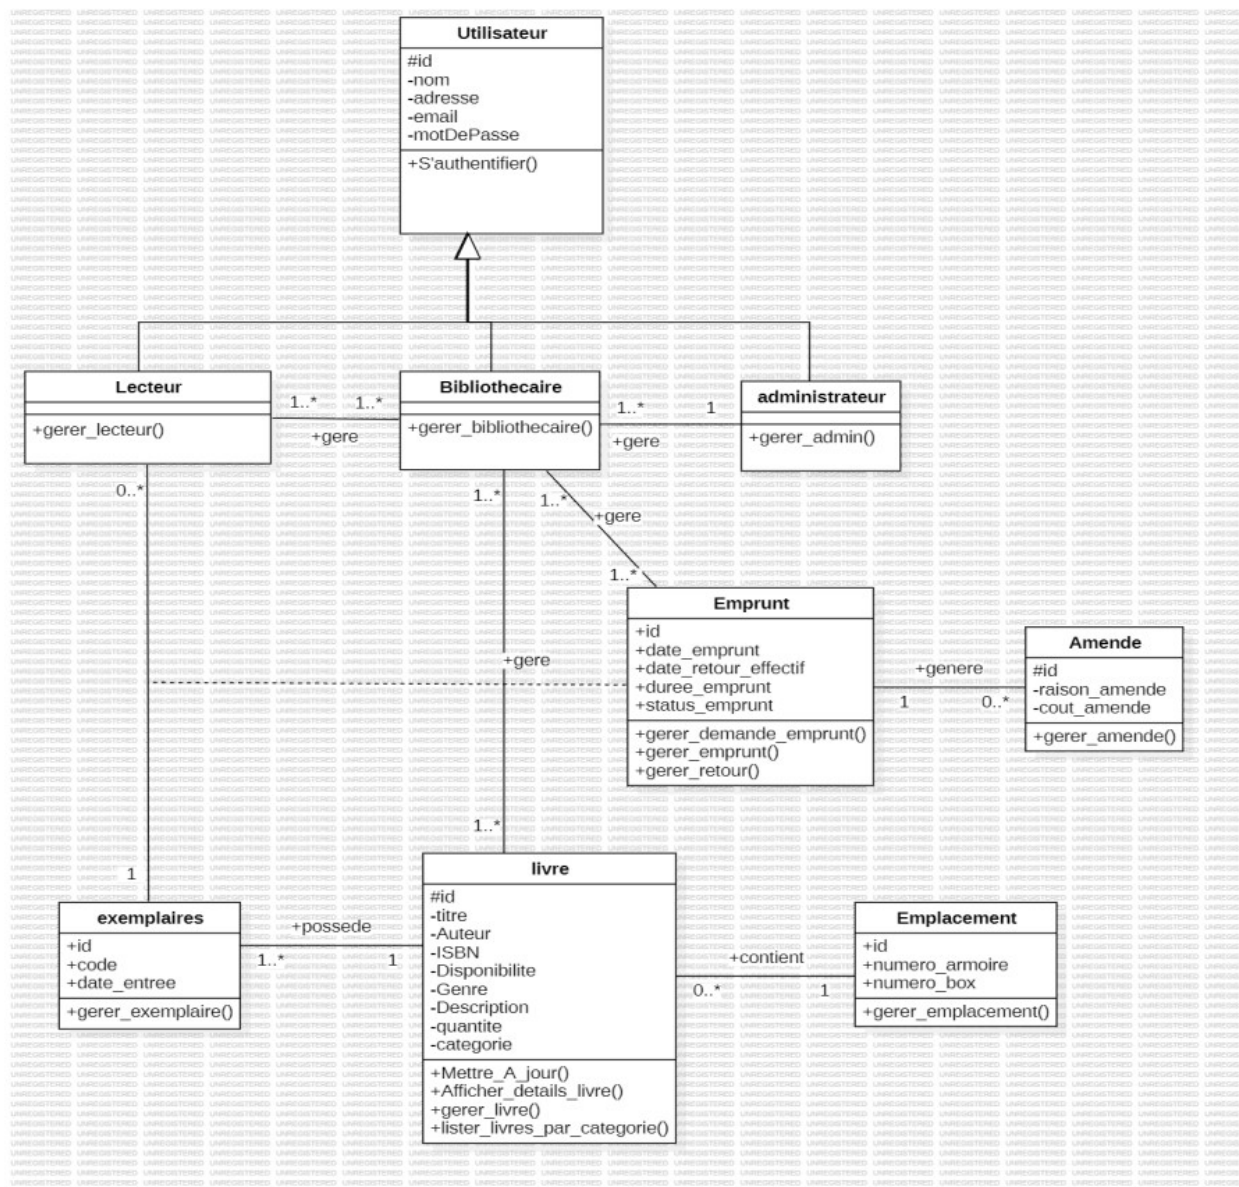 Utilisateur
#id
-nom
-adresse
-email
-motDePasse
+S'authentifier()
Lecteur
+gerer_lecteur()
1..* 1..*
+gere
Bibliothecaire
+gerer_bibliothecaire()
1..* 1
+gere
administrateur
+gerer_admin()
0..*
1..*
1..*
+gere
1..*
Emprunt
+id
+date_emprunt
+date_retour_effectif
+duree_emprunt
+status_emprunt
+gerer_demande_emprunt()
+gerer_emprunt()
+gerer_retour()
+genere
1 0..*
Amende
#id
-raison_amende
-cout_amende
+gerer_amende()
+gere
1..*
1
exemplaires
+id
+code
+date_entree
+gerer_exemplaire()
+possede
1..* 1
livre
#id
-titre
-Auteur
-ISBN
-Disponibilite
-Genre
-Description
-quantite
-categorie
+Mettre_A_jour()
+Afficher_details_livre()
+gerer_livre()
+lister_livres_par_categorie()
+contient
0..* 1
Emplacement
+id
+numero_armoire
+numero_box
+gerer_emplacement()